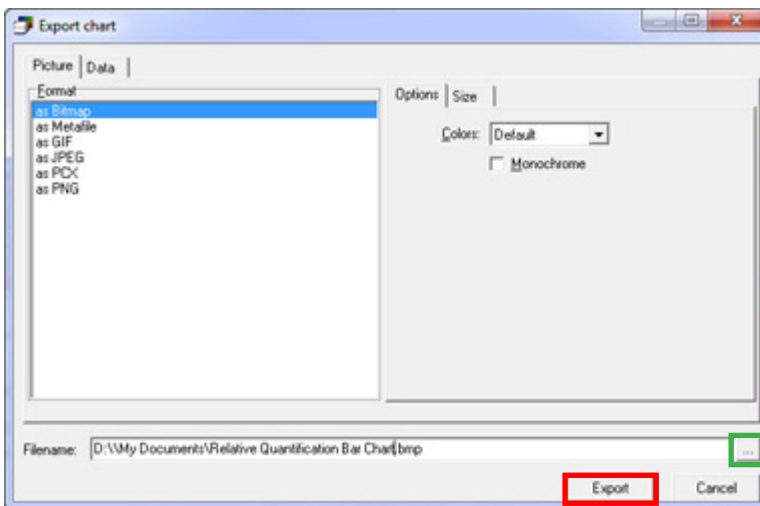 Export chart
Picture Data
Format
as Bitmap
as Metafile
as GIF
as JPEG
as PCX
as PNG
Options Size
Colors: Default
Monochrome
Filename: D:\\My Documents\Relative Quantification Bar Chart.bmp
...
Export Cancel